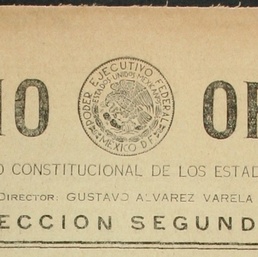 IO OF
PODER EJECUTIVO FEDERAL
ESTADOS UNIDOS MEXICANOS
MEXICO D.F.
O CONSTITUCIONAL DE LOS ESTAD
DIRECTOR: GUSTAVO ALVAREZ VARELA
ECCION SEGUND